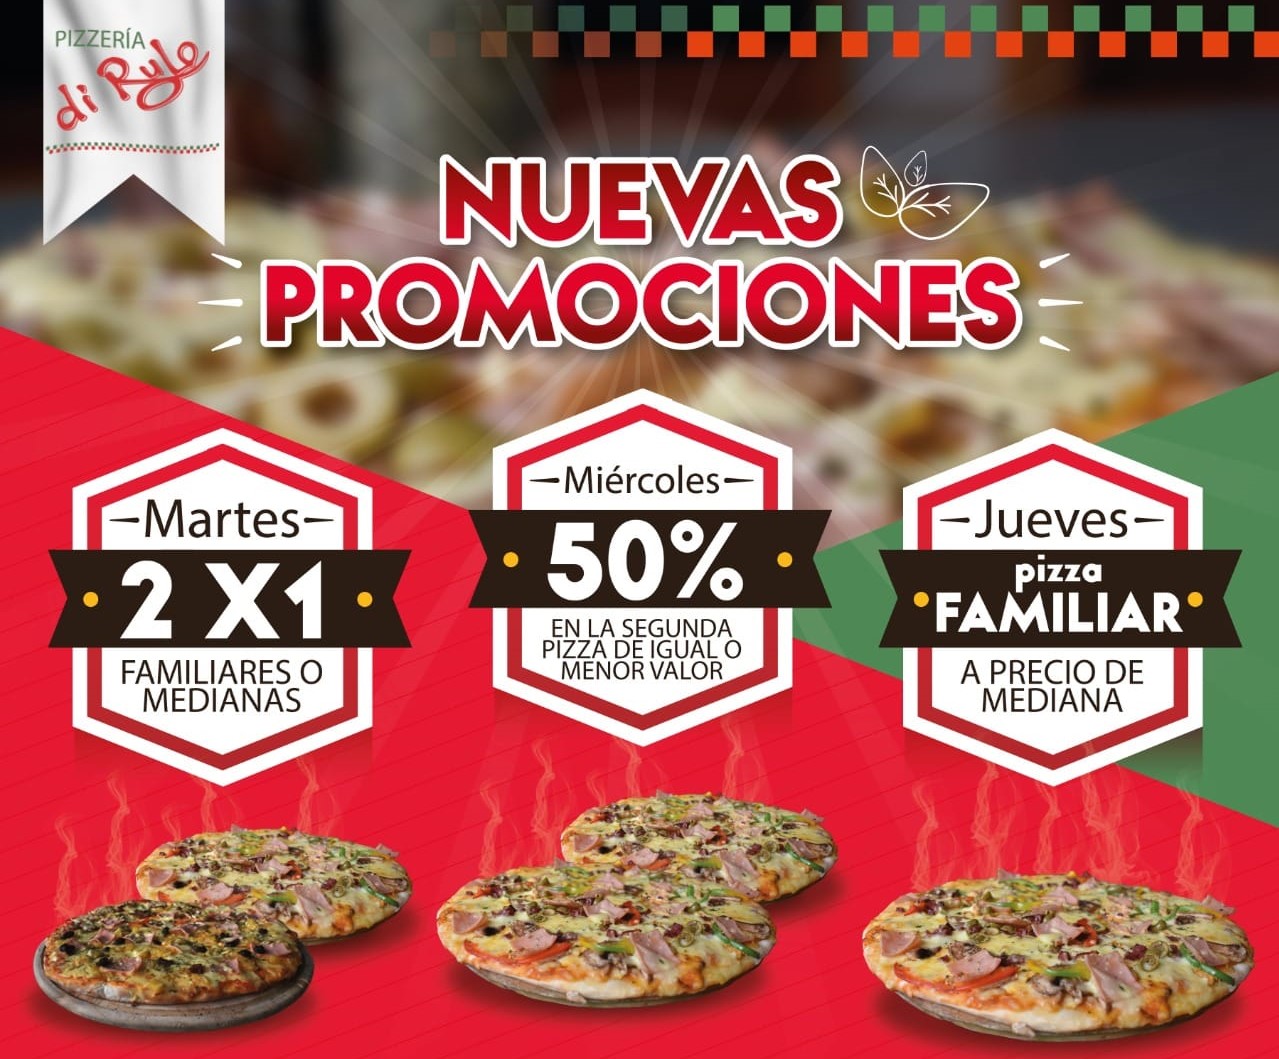 PIZZERÍA
di Rulo
NUEVAS
PROMOCIONES
Martes
2 X1
FAMILIARES O
MEDIANAS
Miércoles
50%
EN LA SEGUNDA
PIZZA DE IGUAL O
MENOR VALOR
Jueves
pizza
FAMILIAR
A PRECIO DE
MEDIANA